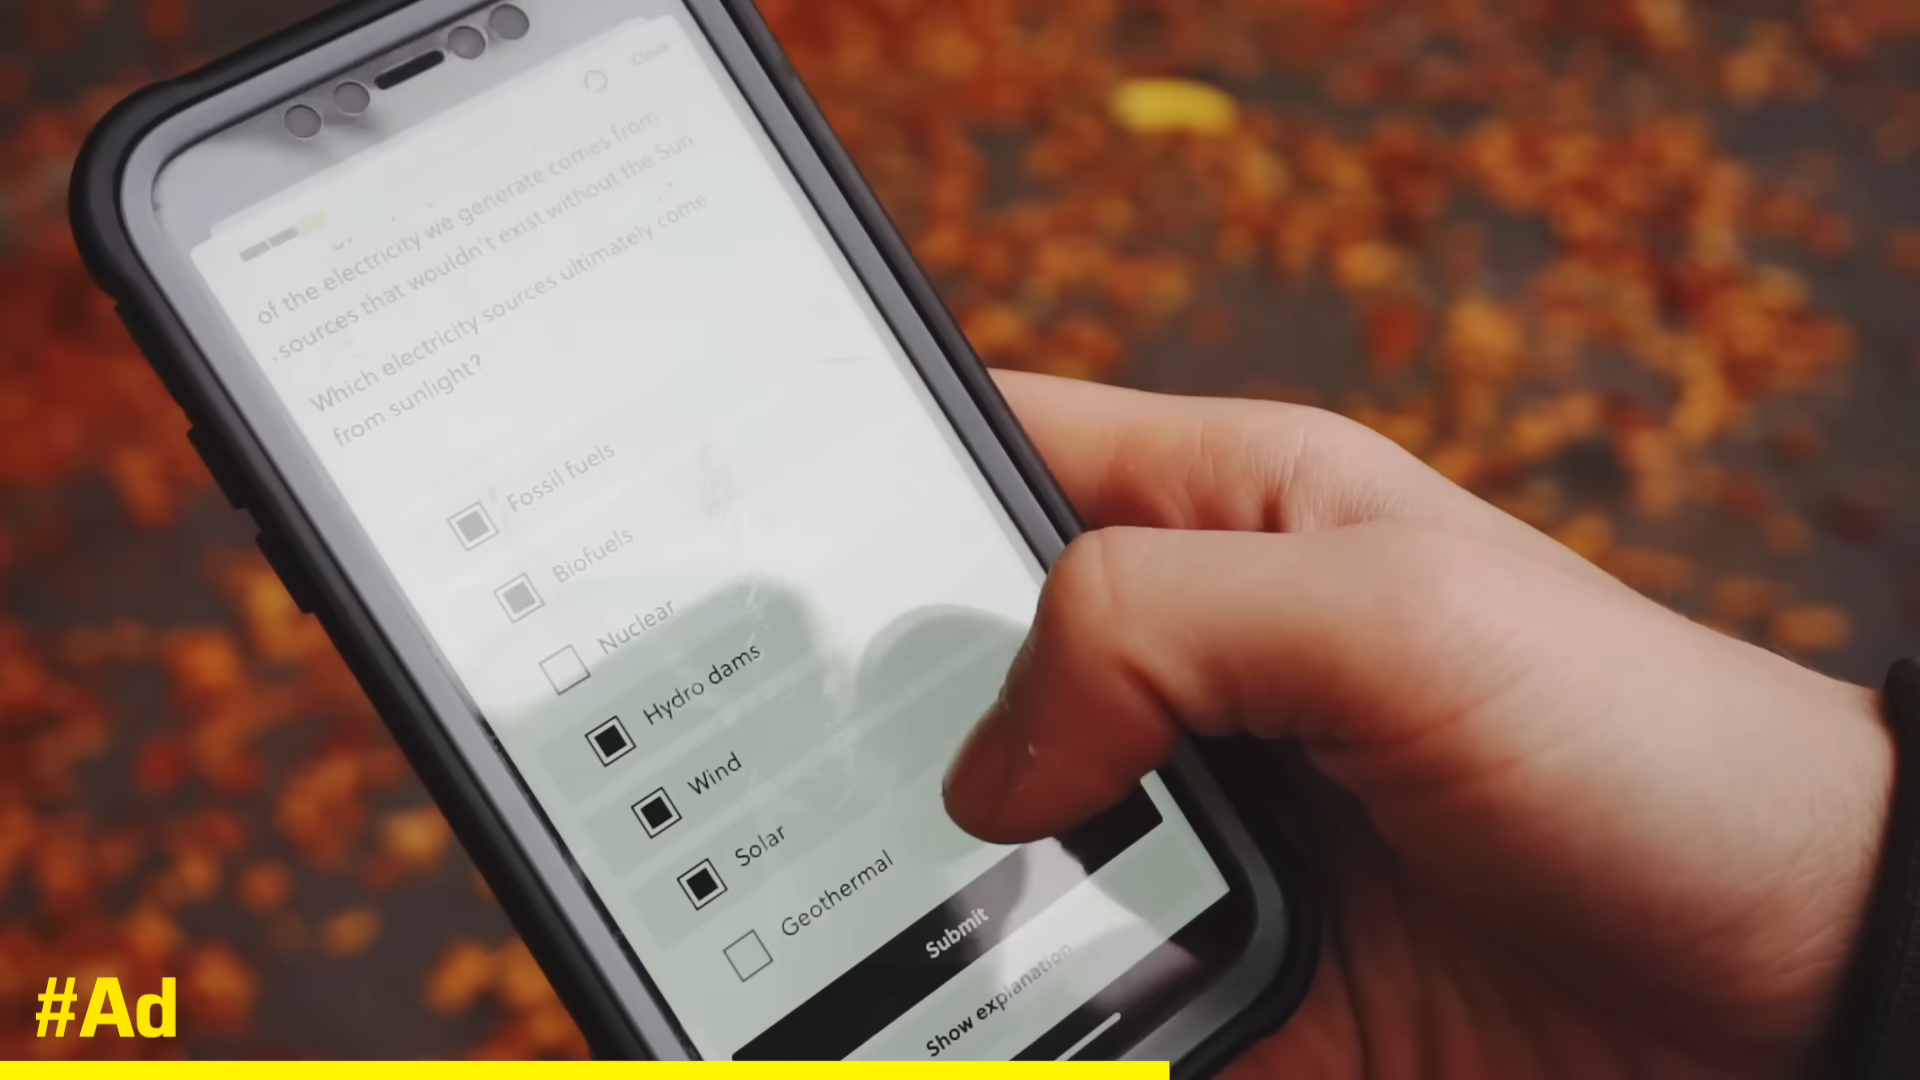 Close
of the electricity we generate comes from
sources that wouldn't exist without the Sun.
Which electricity sources ultimately come
from sunlight?
Fossil fuels
Biofuels
Nuclear
Hydro dams
Wind
Solar
Geothermal
Submit
Show explanation
#Ad